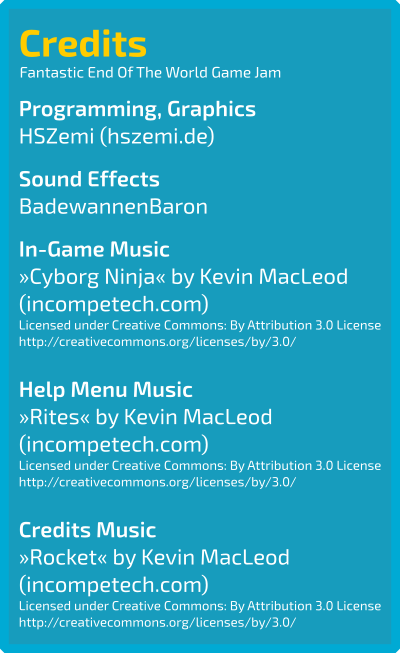 Credits
Fantastic End Of The World Game Jam
Programming, Graphics
HSZemi (hszemi.de)
Sound Effects
BadewannenBaron
In-Game Music
»Cyborg Ninja« by Kevin MacLeod
(incompetech.com)
Licensed under Creative Commons: By Attribution 3.0 License
http://creativecommons.org/licenses/by/3.0/
Help Menu Music
»Rites« by Kevin MacLeod
(incompetech.com)
Licensed under Creative Commons: By Attribution 3.0 License
http://creativecommons.org/licenses/by/3.0/
Credits Music
»Rocket« by Kevin MacLeod
(incompetech.com)
Licensed under Creative Commons: By Attribution 3.0 License
http://creativecommons.org/licenses/by/3.0/